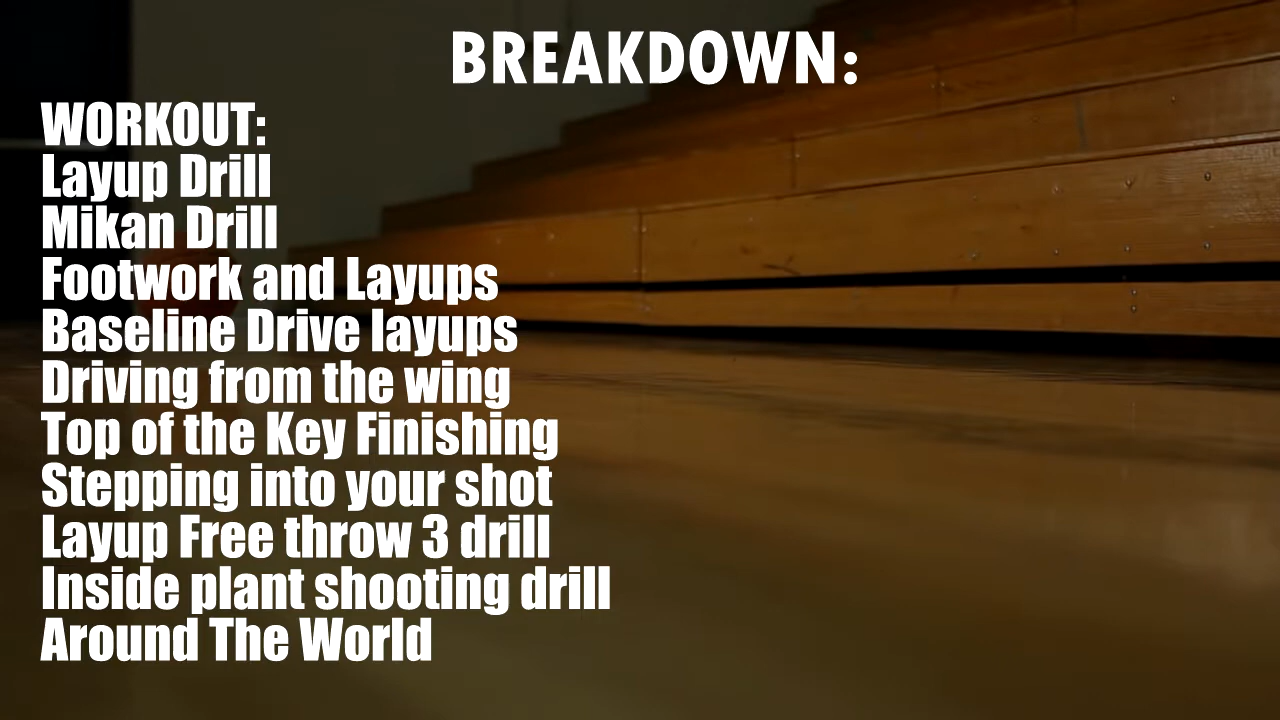 BREAKDOWN:
WORKOUT:
Layup Drill
Mikan Drill
Footwork and Layups
Baseline Drive layups
Driving from the wing
Top of the Key Finishing
Stepping into your shot
Layup Free throw 3 drill
Inside plant shooting drill
Around The World